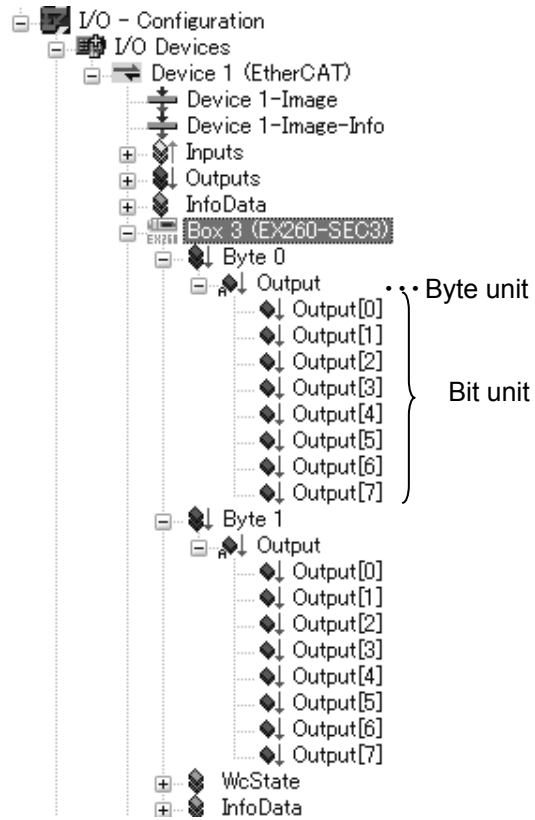 I/O - Configuration
I/O Devices
Device 1 (EtherCAT)
Device 1-Image
Device 1-Image-Info
Inputs
Outputs
InfoData
EX260 Box 3 (EX260-SEC3)
Byte 0
Output ･･･Byte unit
Output[0]
Output[1]
Output[2]
Output[3]
Output[4] Bit unit
Output[5]
Output[6]
Output[7]
Byte 1
Output
Output[0]
Output[1]
Output[2]
Output[3]
Output[4]
Output[5]
Output[6]
Output[7]
WcState
InfoData